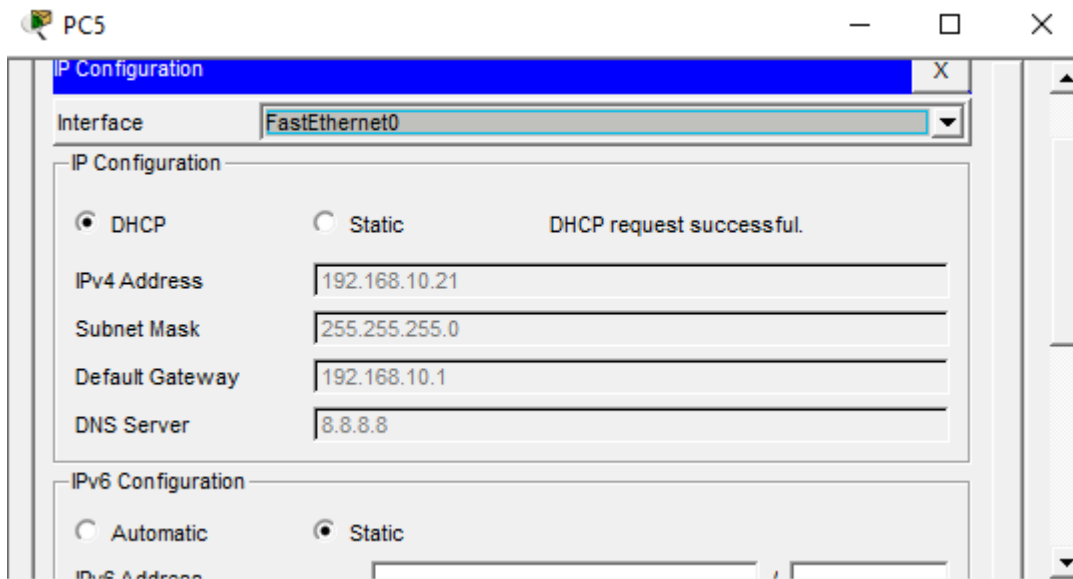 PC5
IP Configuration X
Interface FastEthernet0
IP Configuration
DHCP Static DHCP request successful.
IPv4 Address 192.168.10.21
Subnet Mask 255.255.255.0
Default Gateway 192.168.10.1
DNS Server 8.8.8.8
IPv6 Configuration
Automatic Static
IPv6 Address /